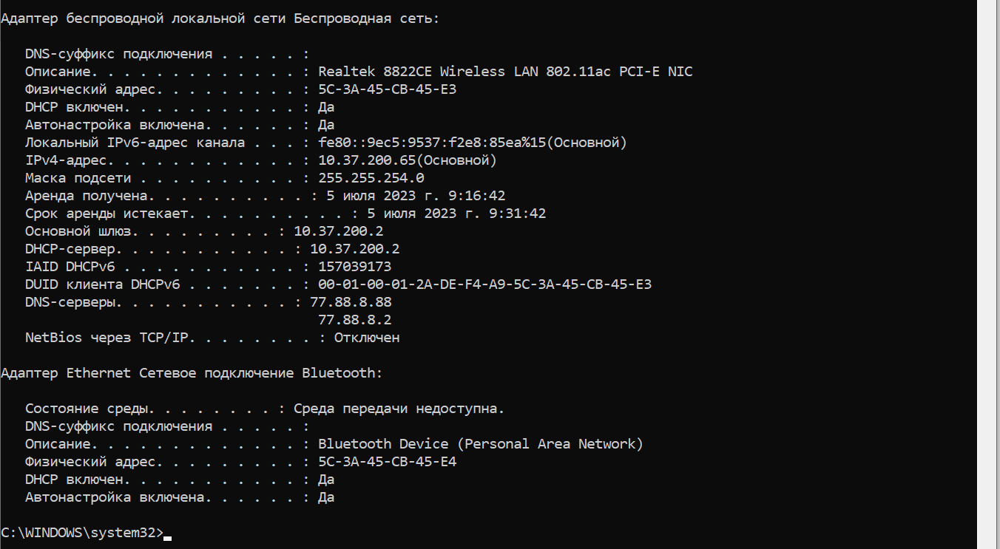 Адаптер беспроводной локальной сети Беспроводная сеть:
DNS-суффикс подключения . . . . . :
Описание. . . . . . . . . . . . . : Realtek 8822CE Wireless LAN 802.11ac PCI-E NIC
Физический адрес. . . . . . . . . : 5C-3A-45-CB-45-E3
DHCP включен. . . . . . . . . . . : Да
Автонастройка включена. . . . . . : Да
Локальный IPv6-адрес канала . . . : fe80::9ec5:9537:f2e8:85ea%15(Основной)
IPv4-адрес. . . . . . . . . . . . : 10.37.200.65(Основной)
Маска подсети . . . . . . . . . . : 255.255.254.0
Аренда получена. . . . . . . . . . : 5 июля 2023 г. 9:16:42
Срок аренды истекает. . . . . . . . . . : 5 июля 2023 г. 9:31:42
Основной шлюз. . . . . . . . . : 10.37.200.2
DHCP-сервер. . . . . . . . . . . : 10.37.200.2
IAID DHCPv6 . . . . . . . . . . . : 157039173
DUID клиента DHCPv6 . . . . . . . : 00-01-00-01-2A-DE-F4-A9-5C-3A-45-CB-45-E3
DNS-серверы. . . . . . . . . . . : 77.88.8.88
77.88.8.2
NetBios через TCP/IP. . . . . . . . : Отключен
Адаптер Ethernet Сетевое подключение Bluetooth:
Состояние среды. . . . . . . . : Среда передачи недоступна.
DNS-суффикс подключения . . . . . :
Описание. . . . . . . . . . . . . : Bluetooth Device (Personal Area Network)
Физический адрес. . . . . . . . . : 5C-3A-45-CB-45-E4
DHCP включен. . . . . . . . . . . : Да
Автонастройка включена. . . . . . : Да
C:\WINDOWS\system32>